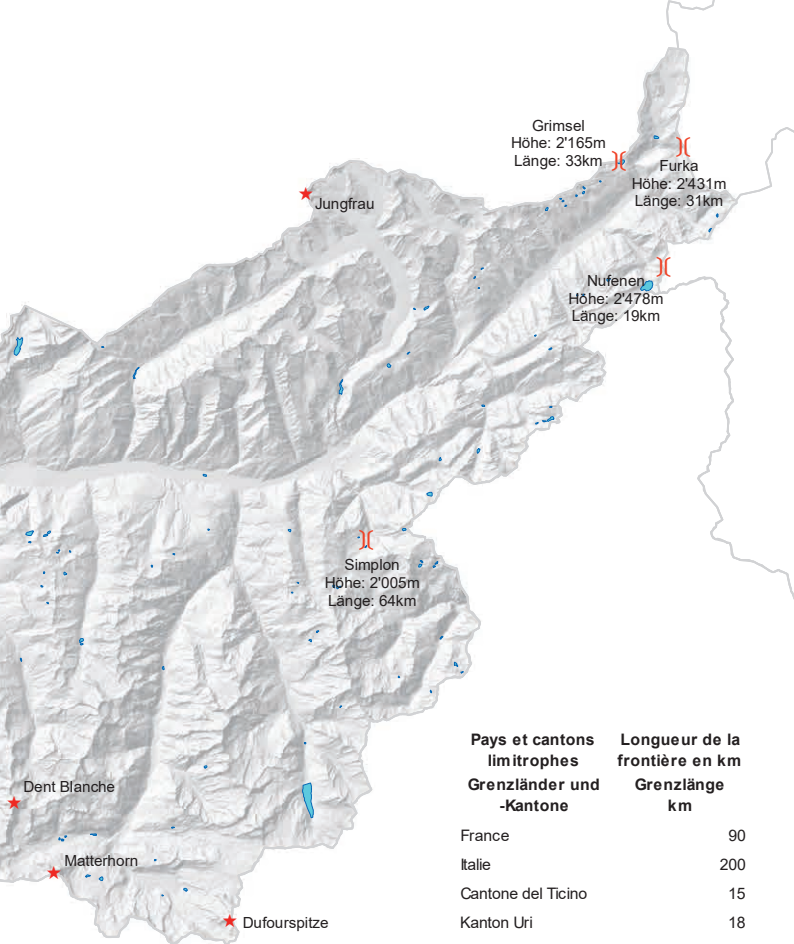 Grimsel
Höhe: 2'165m
Länge: 33km
Furka
Höhe: 2'431m
Länge: 31km
Jungfrau
Nufenen
Höhe: 2'478m
Länge: 19km
Simplon
Höhe: 2'005m
Länge: 64km
Dent Blanche
Matterhorn
Dufourspitze
Pays et cantons limitrophes
Longueur de la frontière en km
Grenzländer und -Kantone
Grenzlänge km
France 90
Italie 200
Cantone del Ticino 15
Kanton Uri 18